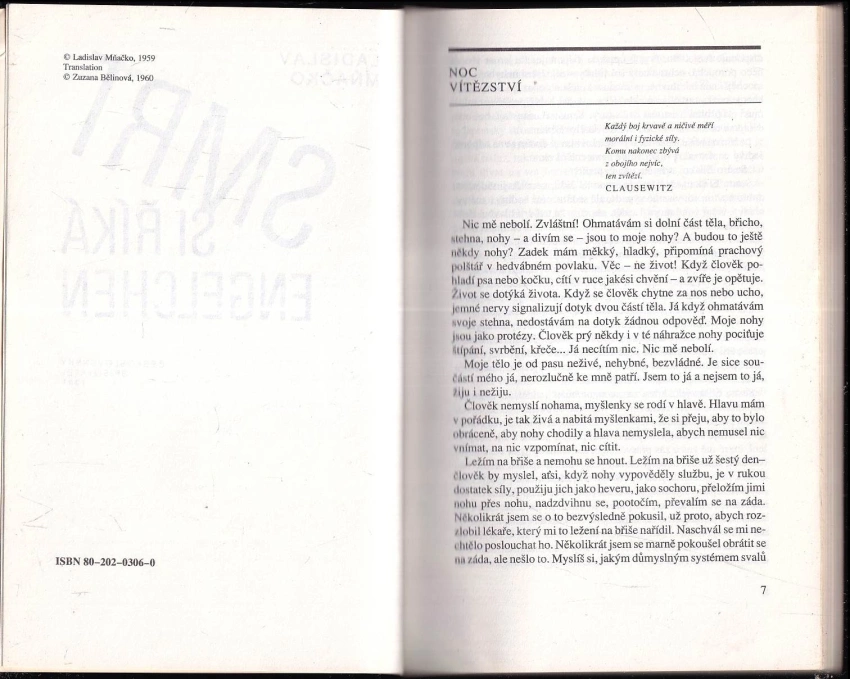 © Ladislav Mňačko, 1959
Translation
© Zuzana Bělinová, 1960
ISBN 80–202–0306–0
NOC
VÍTĚZSTVÍ
Každý boj krvavě a ničivě měří
morální i fyzické síly.
Komu nakonec zbývá
z obojího nejvíc,
ten zvítězí.
CLAUSEWITZ
Nic mě nebolí. Zvláštní! Ohmatávám si dolní část těla, břicho,
stehna, nohy – a divím se – jsou to moje nohy? A budou to ještě
někdy nohy? Zadek mám měkký, hladký, připomíná prachový
polštář v hedvábném povlaku. Věc – ne život! Když člověk po-
hladí psa nebo kočku, cítí v ruce jakési chvění – a zvíře je opětuje.
Život se dotýká života. Když se člověk chytne za nos nebo ucho,
jemné nervy signalizují dotyk dvou částí těla. Já když ohmatávám
svoje stehna, nedostávám na dotyk žádnou odpověď. Moje nohy
jsou jako protézy. Člověk prý někdy i v té náhražce nohy pociťuje
štípání, svrbění, křeče... Já necítím nic. Nic mě nebolí.
Moje tělo je od pasu neživé, nehybné, bezvládné. Je sice sou-
částí mého já, nerozlučně ke mně patří. Jsem to já a nejsem to já,
žiju i nežiju.
Člověk nemyslí nohama, myšlenky se rodí v hlavě. Hlavu mám
v pořádku, je tak živá a nabitá myšlenkami, že si přeju, aby to bylo
obráceně, aby nohy chodily a hlava nemyslela, abych nemusel nic
vnímat, na nic vzpomínat, nic cítit.
Ležím na břiše a nemohu se hnout. Ležím na břiše už šestý den–
člověk by myslel, aťsi, když nohy vypověděly službu, je v rukou
dostatek síly, použiju jich jako heveru, jako sochoru, přeložím jimi
nohu přes nohu, nadzdvihnu se, pootočím, převalím se na záda.
Několikrát jsem se o to bezvýsledně pokusil, už proto, abych roz-
zlobil lékaře, který mi to ležení na břiše nařídil. Naschvál se mi ne-
chtělo poslouchat ho. Několikrát jsem se marně pokoušel obrátit se
na záda, ale nešlo to. Myslíš si, jakým důmyslným systémem svalů
7